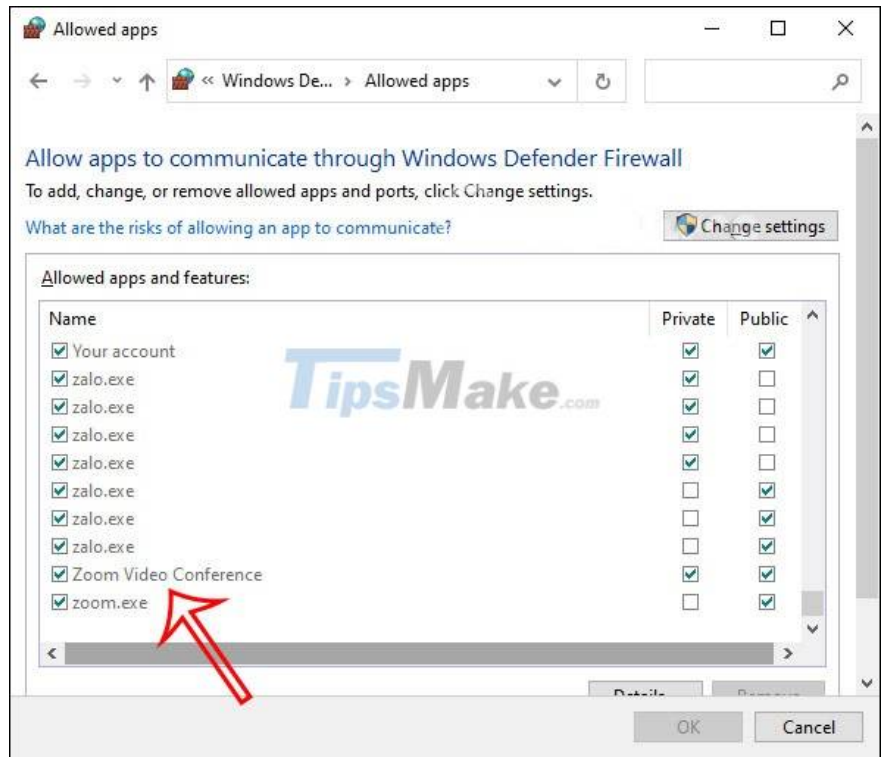 Allowed apps
« Windows De... › Allowed apps
Allow apps to communicate through Windows Defender Firewall
To add, change, or remove allowed apps and ports, click Change settings.
What are the risks of allowing an app to communicate?
Change settings
Allowed apps and features:
Name Private Public
Your account
zalo.exe
zalo.exe
zalo.exe
zalo.exe
zalo.exe
zalo.exe
zalo.exe
Zoom Video Conference
zoom.exe
TipsMake.com
Details... Remove
OK Cancel